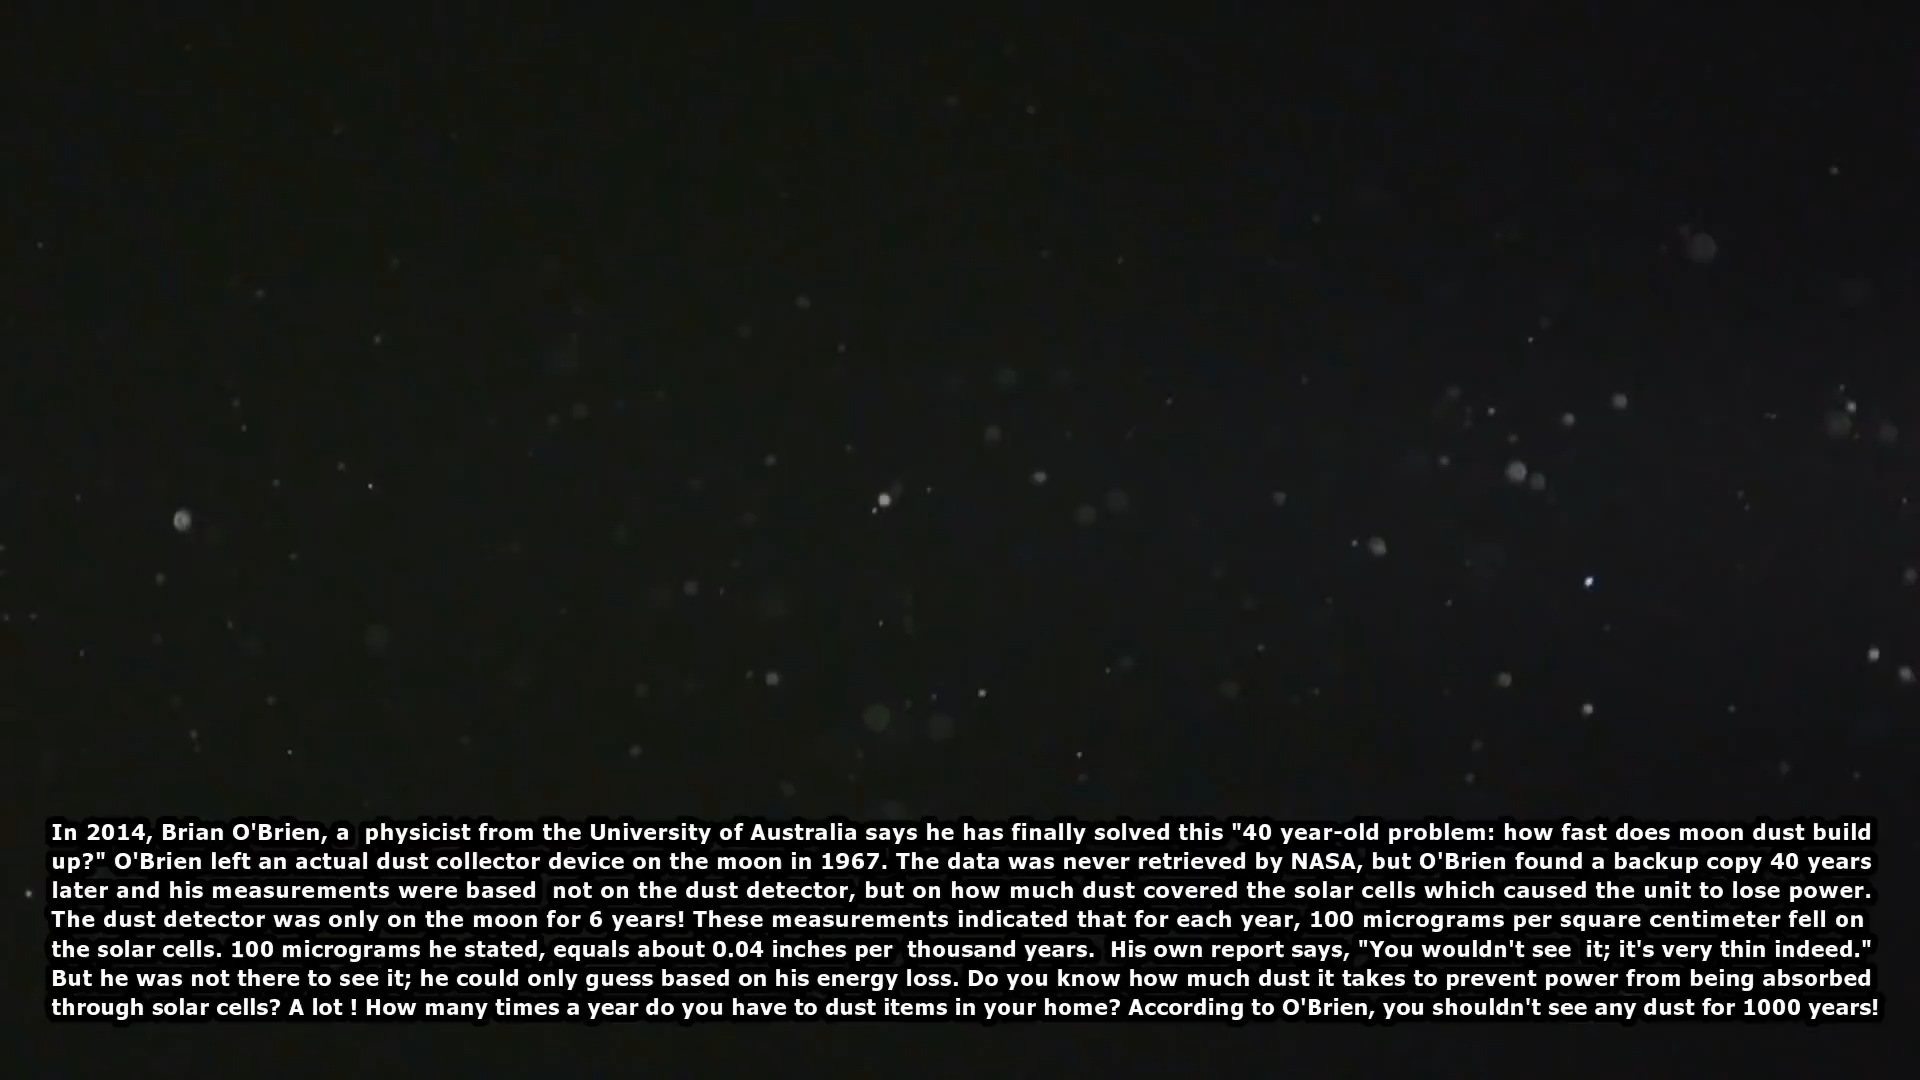 In 2014, Brian O'Brien, a  physicist from the University of Australia says he has finally solved this "40 year-old problem: how fast does moon dust build
up?" O'Brien left an actual dust collector device on the moon in 1967. The data was never retrieved by NASA, but O'Brien found a backup copy 40 years
later and his measurements were based  not on the dust detector, but on how much dust covered the solar cells which caused the unit to lose power.
The dust detector was only on the moon for 6 years! These measurements indicated that for each year, 100 micrograms per square centimeter fell on
the solar cells. 100 micrograms he stated, equals about 0.04 inches per  thousand years.  His own report says, "You wouldn't see  it; it's very thin indeed."
But he was not there to see it; he could only guess based on his energy loss. Do you know how much dust it takes to prevent power from being absorbed
through solar cells? A lot ! How many times a year do you have to dust items in your home? According to O'Brien, you shouldn't see any dust for 1000 years!